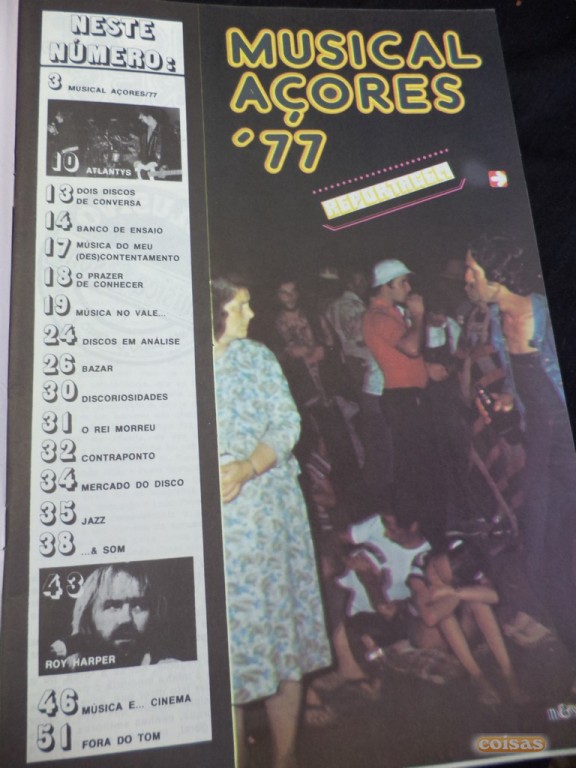 NESTE
NÚMERO:
3 MUSICAL AÇORES/77
10 ATLANTYS
13 DOIS DISCOS
DE CONVERSA
14 BANCO DE ENSAIO
17 MÚSICA DO MEU
(DES)CONTENTAMENTO
18 O PRAZER
DE CONHECER
19 MÚSICA NO VALE...
24 DISCOS EM ANÁLISE
26 BAZAR
30 DISCORIOSIDADES
31 O REI MORREU
32 CONTRAPONTO
34 MERCADO DO DISCO
35 JAZZ
38 ...& SOM
43
ROY HARPER
46 MÚSICA E... CINEMA
51 FORA DO TOM
MUSICAL
AÇORES
'77
REPORTAGEM
coisas